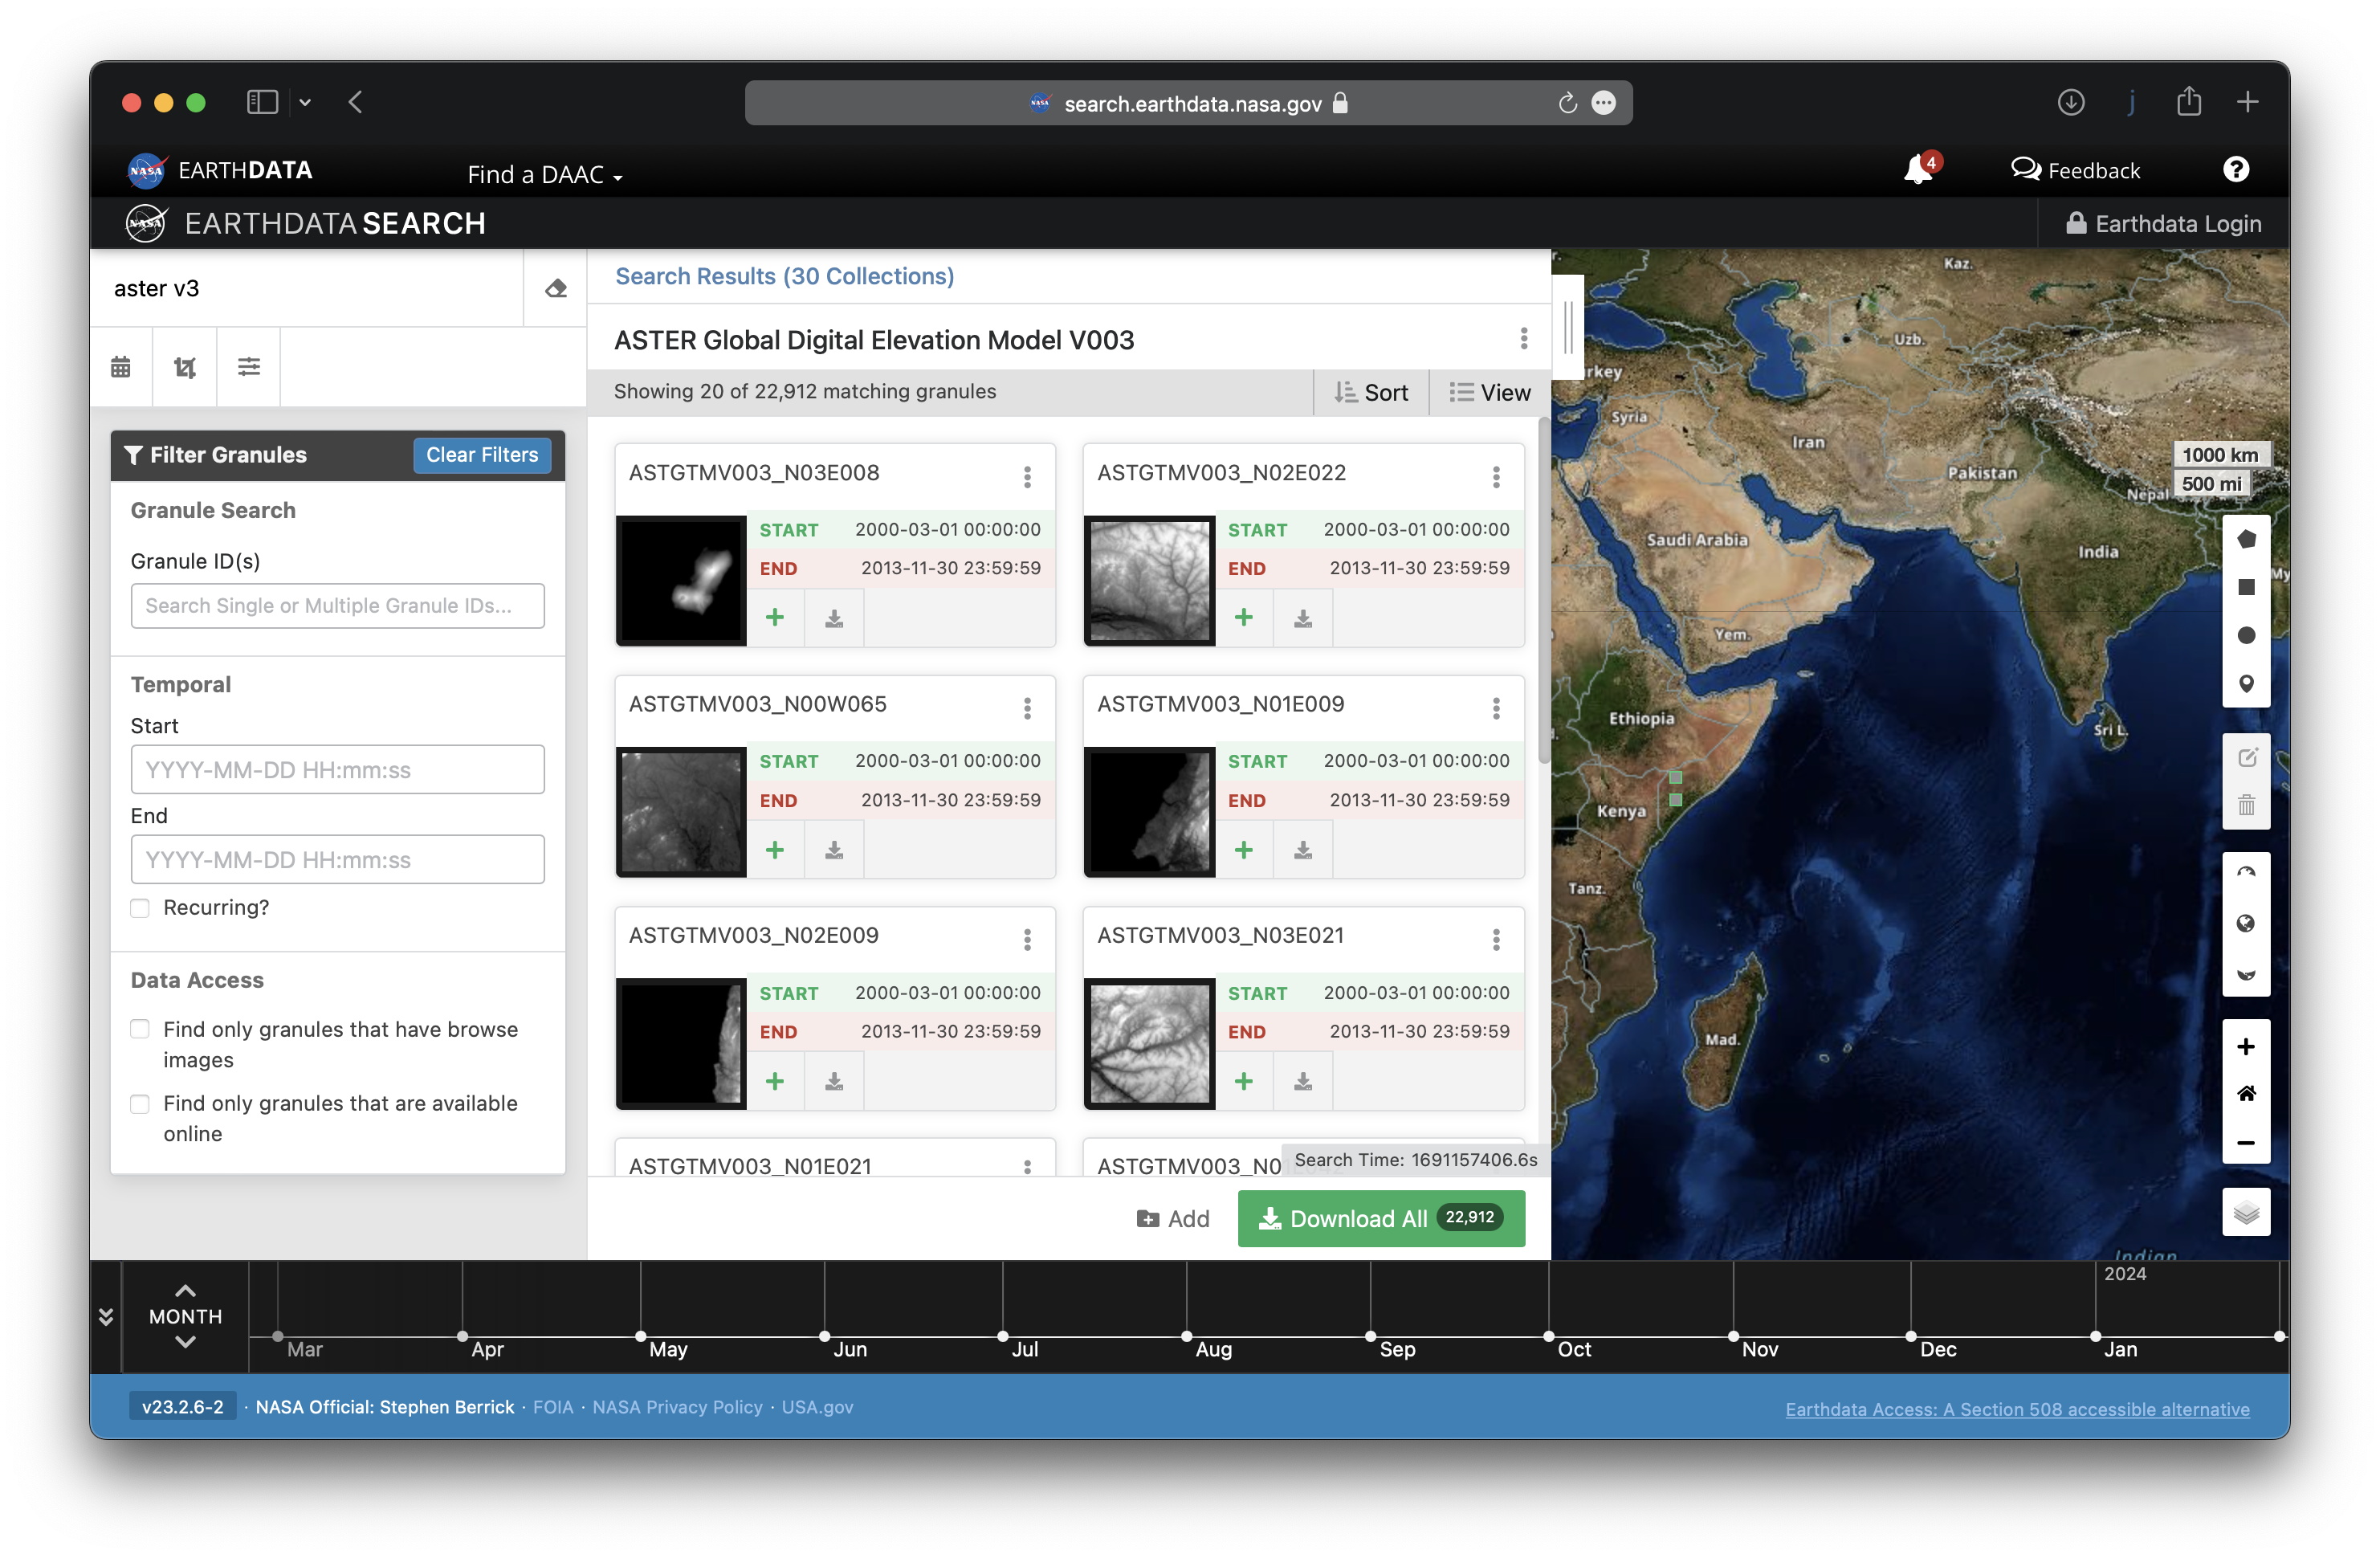 search.earthdata.nasa.gov
j
NASA EARTHDATA
Find a DAAC
4
Feedback
?
NASA EARTHDATA SEARCH
Earthdata Login
aster v3
Search Results (30 Collections)
ASTER Global Digital Elevation Model V003
Showing 20 of 22,912 matching granules
Sort
View
Filter Granules
Clear Filters
Granule Search
Granule ID(s)
Search Single or Multiple Granule IDs...
Temporal
Start
YYYY-MM-DD HH:mm:ss
End
YYYY-MM-DD HH:mm:ss
Recurring?
Data Access
Find only granules that have browse
images
Find only granules that are available
online
ASTGTMV003_N03E008
START 2000-03-01 00:00:00
END 2013-11-30 23:59:59
ASTGTMV003_N02E022
START 2000-03-01 00:00:00
END 2013-11-30 23:59:59
ASTGTMV003_N00W065
START 2000-03-01 00:00:00
END 2013-11-30 23:59:59
ASTGTMV003_N01E009
START 2000-03-01 00:00:00
END 2013-11-30 23:59:59
ASTGTMV003_N02E009
START 2000-03-01 00:00:00
END 2013-11-30 23:59:59
ASTGTMV003_N03E021
START 2000-03-01 00:00:00
END 2013-11-30 23:59:59
ASTGTMV003_N01E021
ASTGTMV003_N0
Search Time: 1691157406.6s
Add
Download All 22,912
Kaz.
Uzb.
rkey
Syria
Iran
1000 km
500 mi
Pakistan
Nepal
Saudi Arabia
India
My
Yem.
Ethiopia
Sri L.
Kenya
Tanz.
Mad.
Indian
MONTH
Mar
Apr
May
Jun
Jul
Aug
Sep
Oct
Nov
Dec
2024
Jan
v23.2.6-2 · NASA Official: Stephen Berrick · FOIA · NASA Privacy Policy · USA.gov
Earthdata Access: A Section 508 accessible alternative